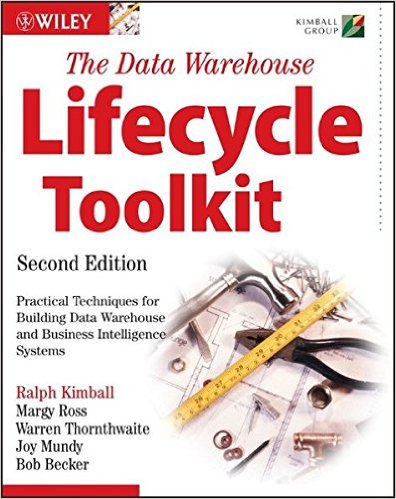 WILEY
KIMBALL
GROUP
The Data Warehouse
Lifecycle
Toolkit
Second Edition
Practical Techniques for
Building Data Warehouse
and Business Intelligence
Systems
Ralph Kimball
Margy Ross
Warren Thornthwaite
Joy Mundy
Bob Becker